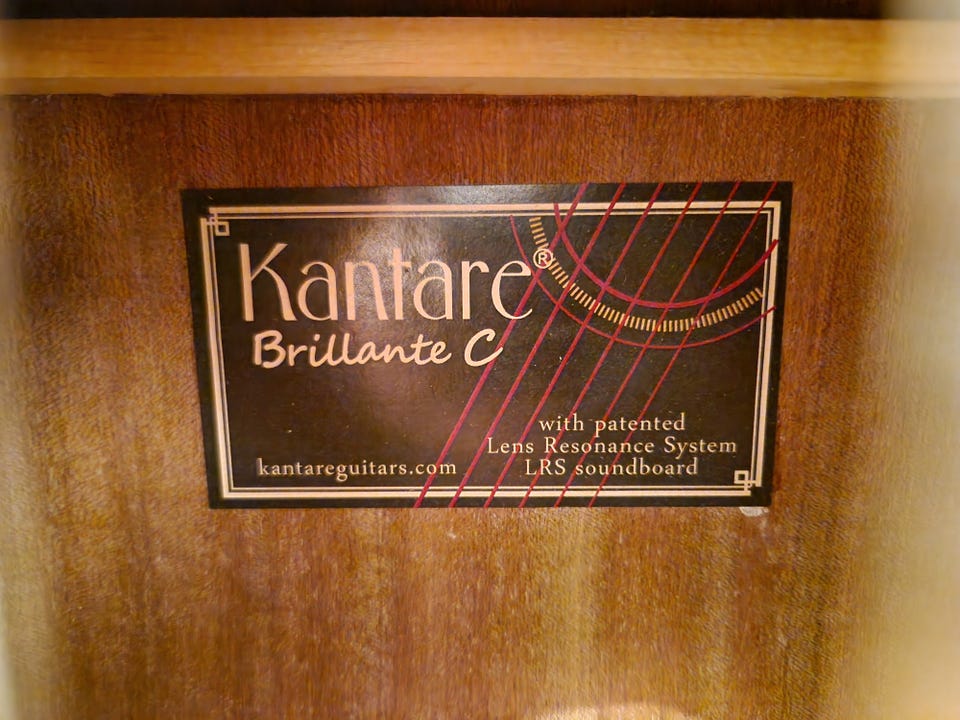 Kantare®
Brillante C
with patented
Lens Resonance System
LRS soundboard
kantareguitars.com